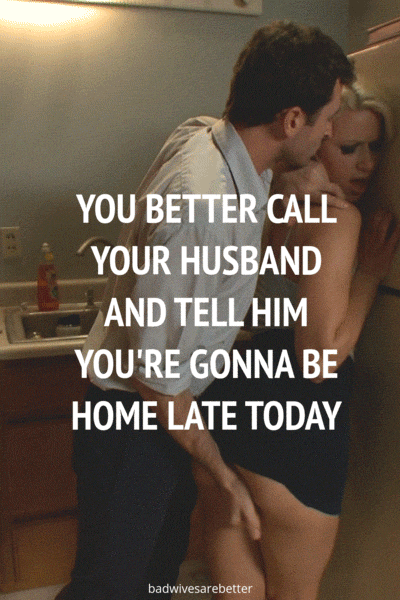 YOU BETTER CALL
YOUR HUSBAND
AND TELL HIM
YOU'RE GONNA BE
HOME LATE TODAY
badwivesarebetter